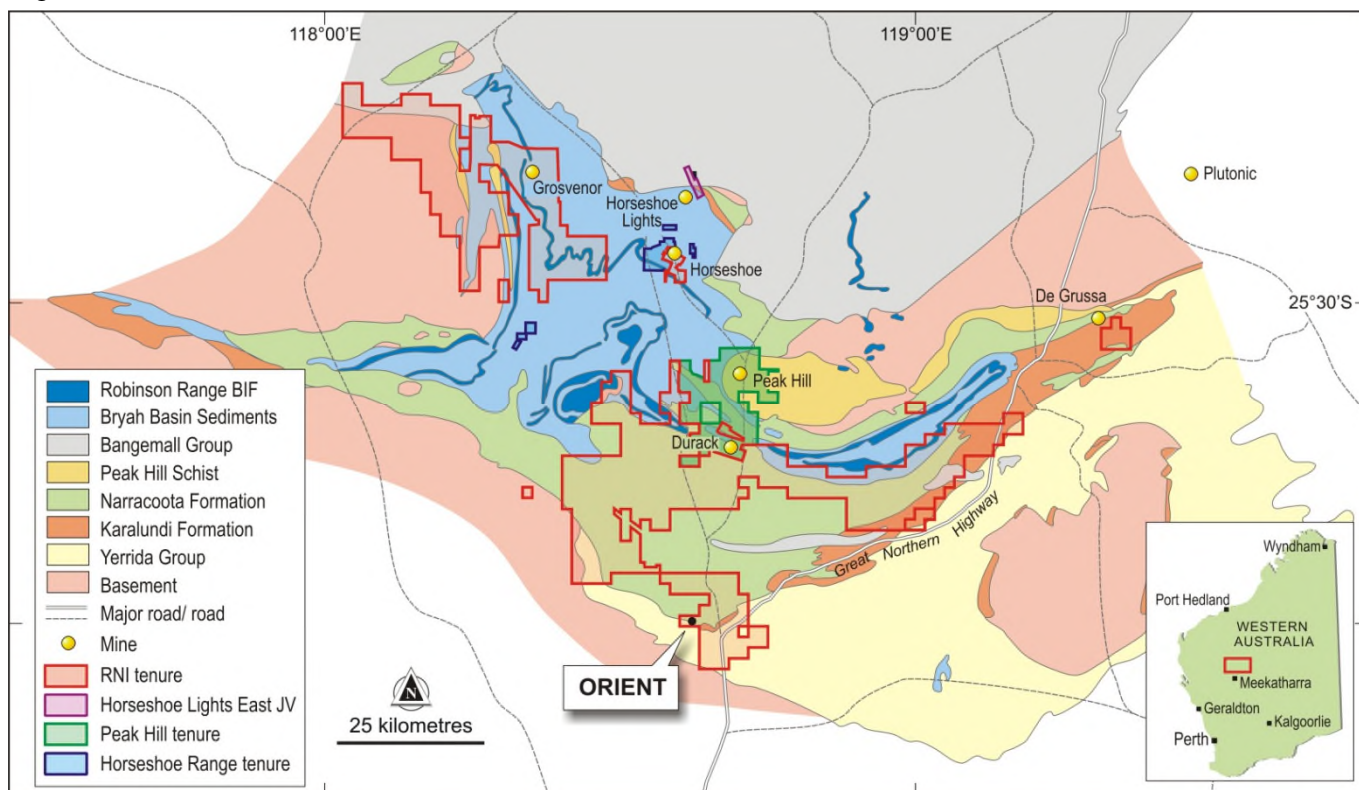 118°00'E
119°00'E
Plutonic
Grosvenor
Horseshoe
Lights
Horseshoe
De Grussa
25°30'S
Peak Hill
Durack
Great Northern Highway
ORIENT
N
25 kilometres
Robinson Range BIF
Bryah Basin Sediments
Bangemall Group
Peak Hill Schist
Narracoota Formation
Karalundi Formation
Yerrida Group
Basement
Major road/ road
Mine
RNI tenure
Horseshoe Lights East JV
Peak Hill tenure
Horseshoe Range tenure
Wyndham
Port Hedland
WESTERN
AUSTRALIA
Meekatharra
Geraldton
Kalgoorlie
Perth